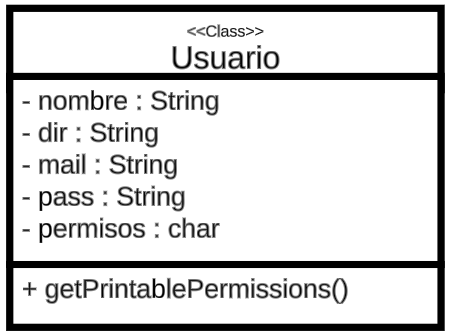 <<Class>>
Usuario
- nombre : String
- dir : String
- mail : String
- pass : String
- permisos : char
+ getPrintablePermissions()